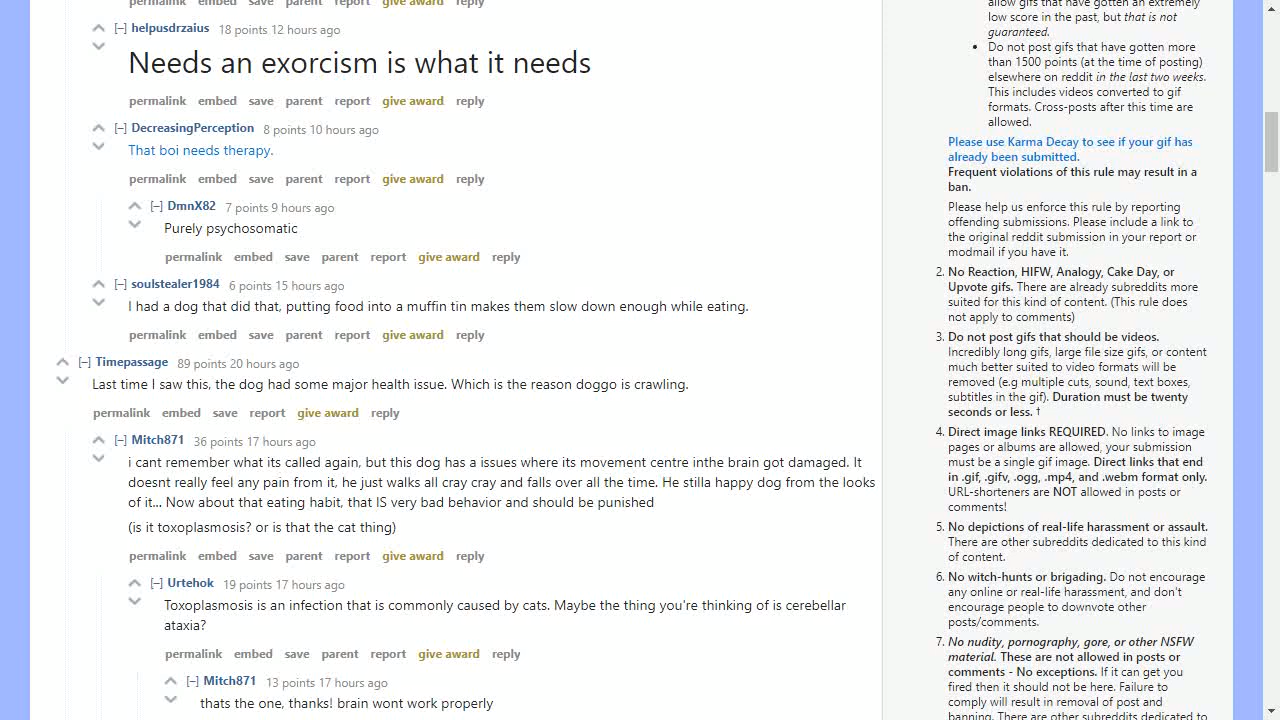 permalink embed save parent report give award reply
[–] helpusdrzaius 18 points 12 hours ago
Needs an exorcism is what it needs
permalink embed save parent report give award reply
[–] DecreasingPerception 8 points 10 hours ago
That boi needs therapy.
permalink embed save parent report give award reply
[–] DmnX82 7 points 9 hours ago
Purely psychosomatic
permalink embed save parent report give award reply
[–] soulstealer1984 6 points 15 hours ago
I had a dog that did that, putting food into a muffin tin makes them slow down enough while eating.
permalink embed save parent report give award reply
[–] Timepassage 89 points 20 hours ago
Last time I saw this, the dog had some major health issue. Which is the reason doggo is crawling.
permalink embed save report give award reply
[–] Mitch871 36 points 17 hours ago
i cant remember what its called again, but this dog has a issues where its movement centre inthe brain got damaged. It
doesnt really feel any pain from it, he just walks all cray cray and falls over all the time. He stilla happy dog from the looks
of it... Now about that eating habit, that IS very bad behavior and should be punished
(is it toxoplasmosis? or is that the cat thing)
permalink embed save parent report give award reply
[–] Urtehok 19 points 17 hours ago
Toxoplasmosis is an infection that is commonly caused by cats. Maybe the thing you're thinking of is cerebellar
ataxia?
permalink embed save parent report give award reply
[–] Mitch871 13 points 17 hours ago
thats the one, thanks! brain wont work properly
allow gifs that have gotten an extremely
low score in the past, but that is not
guaranteed.
• Do not post gifs that have gotten more
than 1500 points (at the time of posting)
elsewhere on reddit in the last two weeks.
This includes videos converted to gif
formats. Cross-posts after this time are
allowed.
Please use Karma Decay to see if your gif has
already been submitted.
Frequent violations of this rule may result in a
ban.
Please help us enforce this rule by reporting
offending submissions. Please include a link to
the original reddit submission in your report or
modmail if you have it.
2. No Reaction, HIFW, Analogy, Cake Day, or
Upvote gifs. There are already subreddits more
suited for this kind of content. (This rule does
not apply to comments)
3. Do not post gifs that should be videos.
Incredibly long gifs, large file size gifs, or content
much better suited to video formats will be
removed (e.g multiple cuts, sound, text boxes,
subtitles in the gif). Duration must be twenty
seconds or less. †
4. Direct image links REQUIRED. No links to image
pages or albums are allowed, your submission
must be a single gif image. Direct links that end
in .gif, .gifv, .ogg, .mp4, and .webm format only.
URL-shorteners are NOT allowed in posts or
comments!
5. No depictions of real-life harassment or assault.
There are other subreddits dedicated to this kind
of content.
6. No witch-hunts or brigading. Do not encourage
any online or real-life harassment, and don't
encourage people to downvote other
posts/comments.
7. No nudity, pornography, gore, or other NSFW
material. These are not allowed in posts or
comments - No exceptions. If it can get you
fired then it should not be here. Failure to
comply will result in removal of post and
banning. There are other subreddits dedicated to